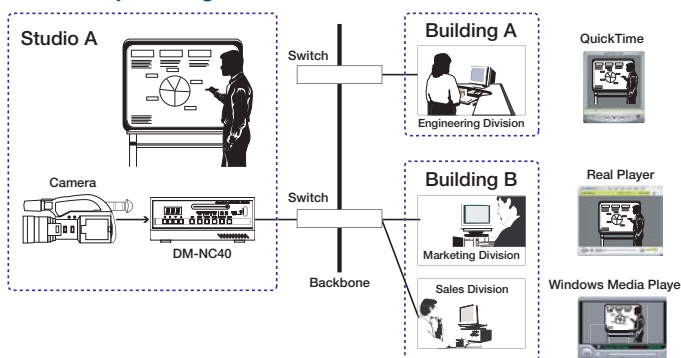 Studio A
Camera
DM-NC40
Switch
Switch
Backbone
Building A
Engineering Division
Building B
Marketing Division
Sales Division
QuickTime
Real Player
Windows Media Playe